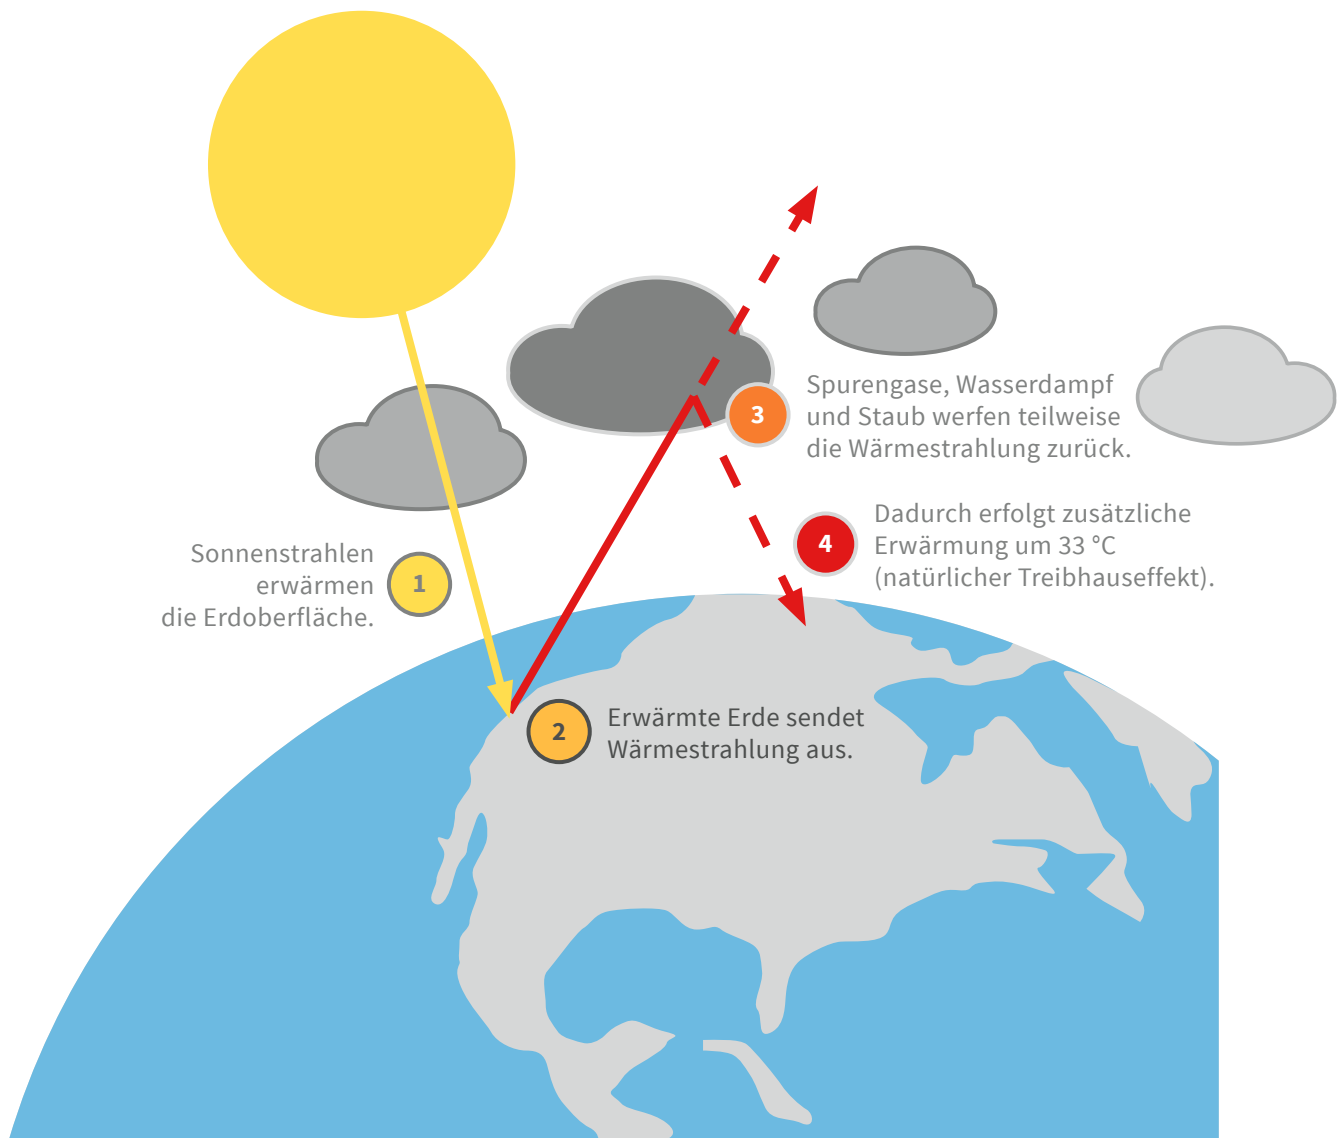 1
Sonnenstrahlen
erwärmen
die Erdoberfläche.
2
Erwärmte Erde sendet
Wärmestrahlung aus.
3
Spurengase, Wasserdampf
und Staub werfen teilweise
die Wärmestrahlung zurück.
4
Dadurch erfolgt zusätzliche
Erwärmung um 33 °C
(natürlicher Treibhauseffekt).